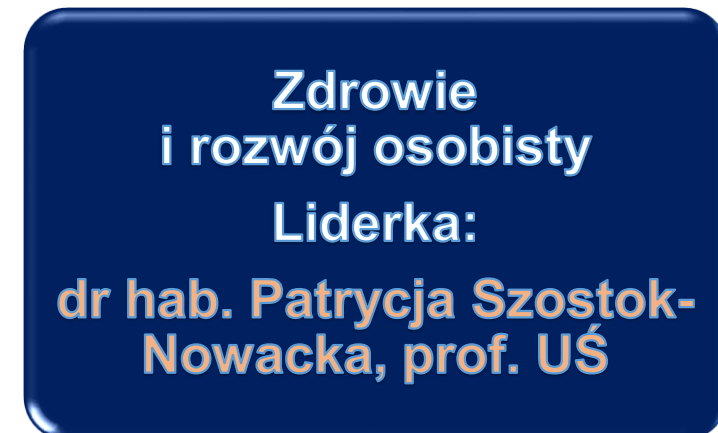 Zdrowie
i rozwój osobisty
Liderka:
dr hab. Patrycja Szostok-
Nowacka, prof. UŚ